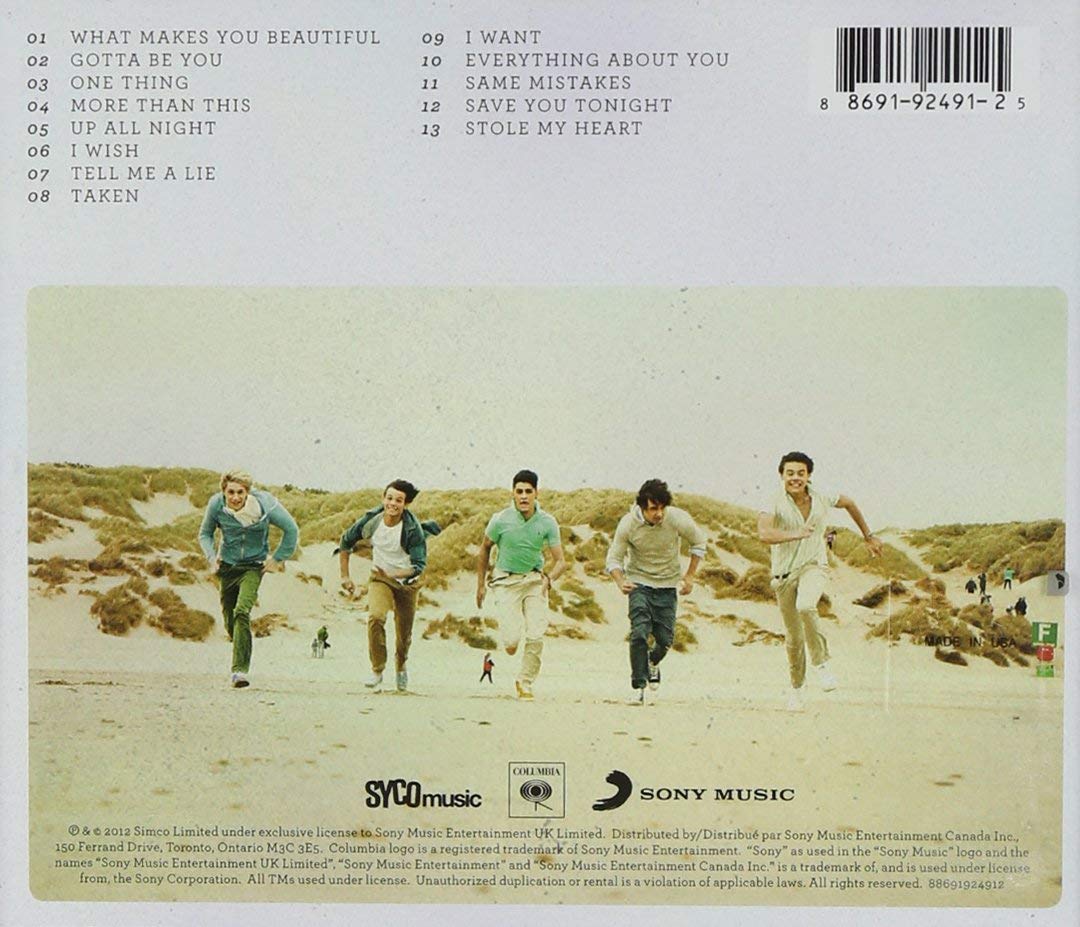 01 WHAT MAKES YOU BEAUTIFUL
02 GOTTA BE YOU
03 ONE THING
04 MORE THAN THIS
05 UP ALL NIGHT
06 I WISH
07 TELL ME A LIE
08 TAKEN
09 I WANT
10 EVERYTHING ABOUT YOU
11 SAME MISTAKES
12 SAVE YOU TONIGHT
13 STOLE MY HEART
8 8691-92491-2 5
F
MADE IN USA
SYCOmusic
COLUMBIA
SONY MUSIC
℗ & © 2012 Simco Limited under exclusive license to Sony Music Entertainment UK Limited. Distributed by/Distribué par Sony Music Entertainment Canada Inc.,
150 Ferrand Drive, Toronto, Ontario M3C 3E5. Columbia logo is a registered trademark of Sony Music Entertainment. “Sony” as used in the “Sony Music” logo and the
names “Sony Music Entertainment UK Limited”, “Sony Music Entertainment” and “Sony Music Entertainment Canada Inc.” is a trademark of, and is used under license
from, the Sony Corporation. All TMs used under license. Unauthorized duplication or rental is a violation of applicable laws. All rights reserved. 88691924912